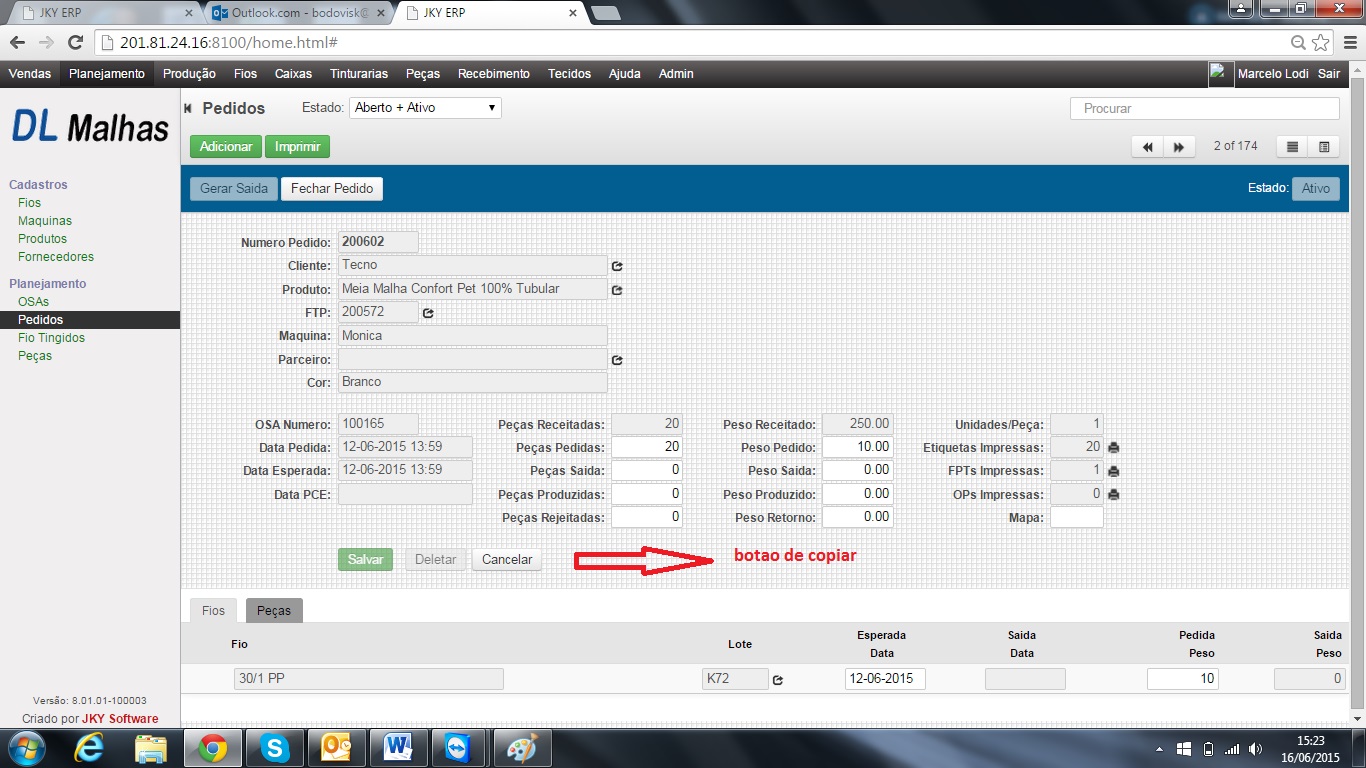 JKY ERP
Outlook.com - bodovisk@
JKY ERP
201.81.24.16:8100/home.html#
Vendas Planejamento Produção Fios Caixas Tinturarias Peças Recebimento Tecidos Ajuda Admin Marcelo Lodi Sair
DL Malhas
Pedidos Estado: Aberto + Ativo Procurar
Adicionar Imprimir 2 of 174
Gerar Saida Fechar Pedido Estado: Ativo
Cadastros
Fios
Maquinas
Produtos
Fornecedores
Planejamento
OSAs
Pedidos
Fio Tingidos
Peças
Numero Pedido: 200602
Cliente: Tecno
Produto: Meia Malha Confort Pet 100% Tubular
FTP: 200572
Maquina: Monica
Parceiro:
Cor: Branco
OSA Numero: 100165 Peças Receitadas: 20 Peso Receitado: 250.00 Unidades/Peça: 1
Data Pedida: 12-06-2015 13:59 Peças Pedidas: 20 Peso Pedido: 10.00 Etiquetas Impressas: 20
Data Esperada: 12-06-2015 13:59 Peças Saida: 0 Peso Saida: 0.00 FPTs Impressas: 1
Data PCE: Peças Produzidas: 0 Peso Produzido: 0.00 OPs Impressas: 0
Peças Rejeitadas: 0 Peso Retorno: 0.00 Mapa:
Salvar Deletar Cancelar botao de copiar
Fios Peças
Fio Lote Esperada Data Saida Data Pedida Peso Saida Peso
30/1 PP K72 12-06-2015 10 0
Versão: 8.01.01-100003
Criado por JKY Software
15:23
16/06/2015